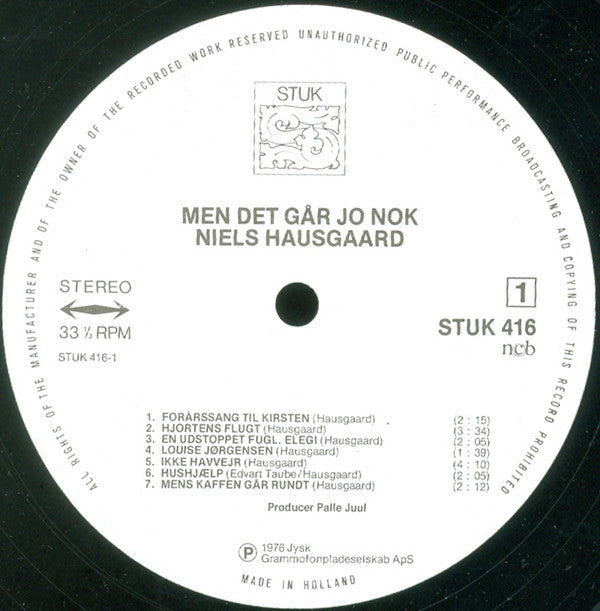 ALL RIGHTS OF THE MANUFACTURER AND OF THE OWNER OF THE RECORDED WORK RESERVED UNAUTHORIZED PUBLIC PERFORMANCE BROADCASTING AND COPYING OF THIS RECORD PROHIBITED
STUK
MEN DET GÅR JO NOK
NIELS HAUSGAARD
STEREO
33 ⅓ RPM
STUK 416-1
1
STUK 416
ncb
1. FORÅRSSANG TIL KIRSTEN (Hausgaard) (2 : 15)
2. HJORTENS FLUGT (Hausgaard) (3 : 34)
3. EN UDSTOPPET FUGL. ELEGI (Hausgaard) (2 : 05)
4. LOUISE JØRGENSEN (Hausgaard) (1 : 39)
5. IKKE HAVVEJR (Hausgaard) (4 : 10)
6. HUSHJÆLP (Edvart Taube/Hausgaard) (2 : 05)
7. MENS KAFFEN GÅR RUNDT (Hausgaard) (2 : 12)
Producer Palle Juul
℗ 1976 Jysk
Grammofonpladeselskab ApS
MADE IN HOLLAND